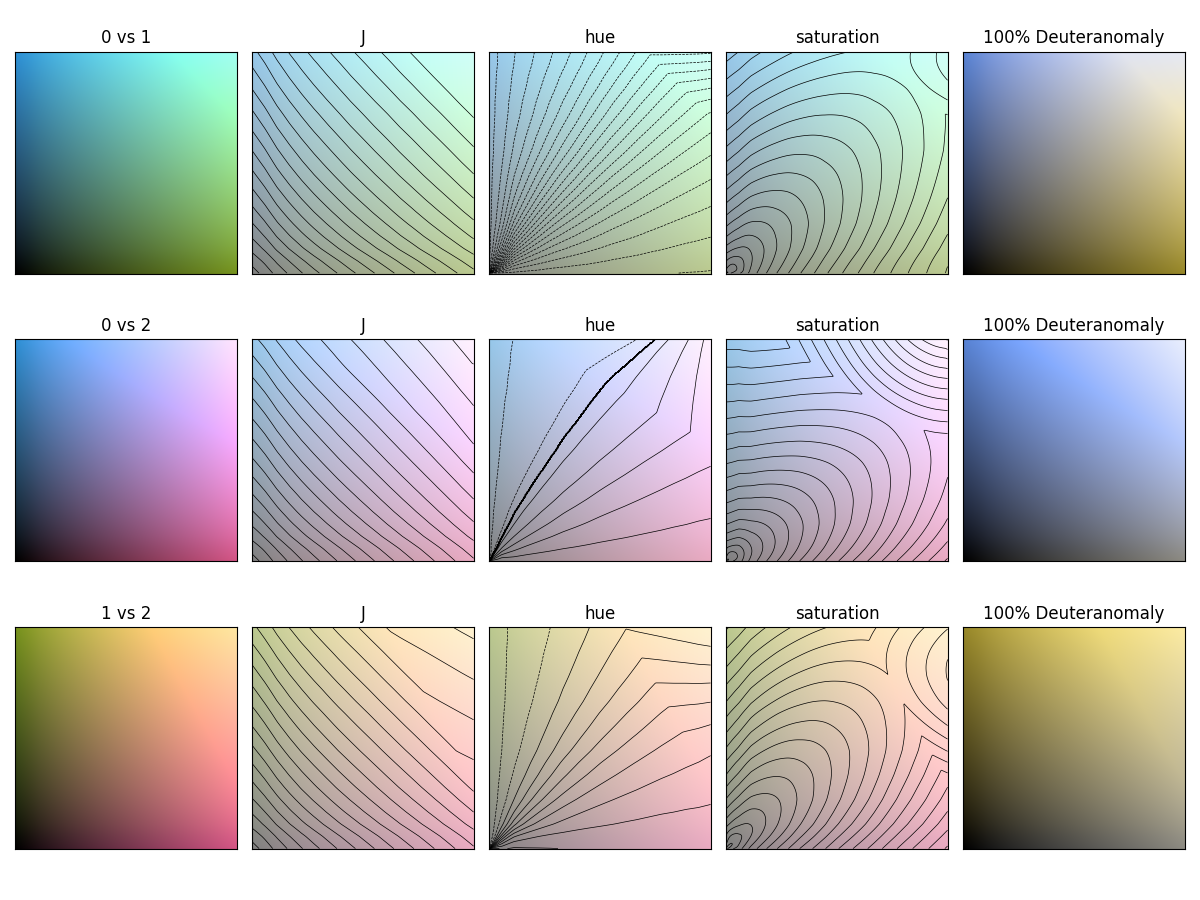 0 vs 1
J
hue
saturation
100% Deuteranomaly
0 vs 2
J
hue
saturation
100% Deuteranomaly
1 vs 2
J
hue
saturation
100% Deuteranomaly